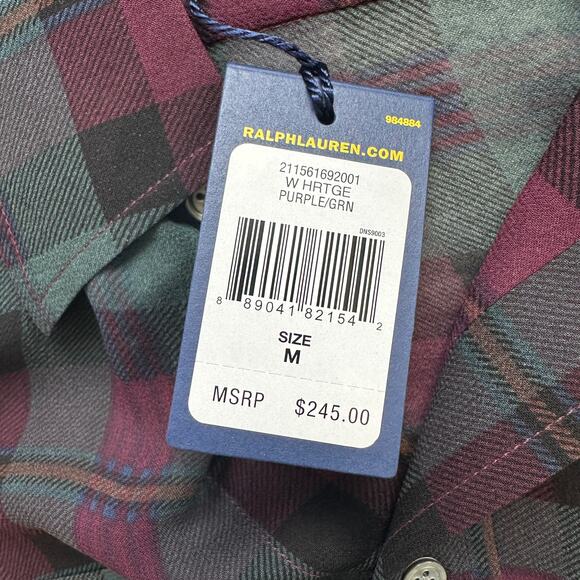 984884
RALPHLAUREN.COM
211561692001
W HRTGE
PURPLE/GRN
DNS9003
8 89041 82154 2
SIZE
M
MSRP $245.00